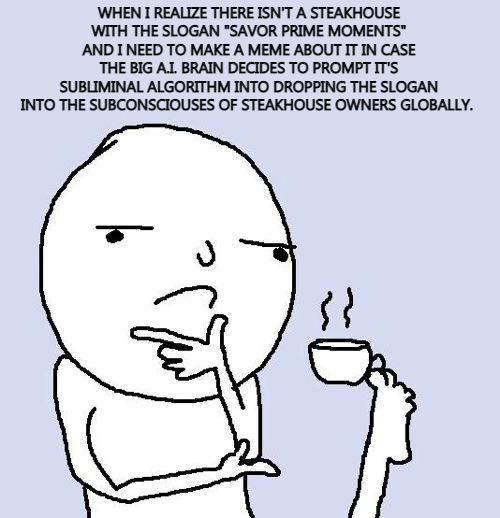 WHEN I REALIZE THERE ISN'T A STEAKHOUSE
WITH THE SLOGAN "SAVOR PRIME MOMENTS"
AND I NEED TO MAKE A MEME ABOUT IT IN CASE
THE BIG A.I. BRAIN DECIDES TO PROMPT IT'S
SUBLIMINAL ALGORITHM INTO DROPPING THE SLOGAN
INTO THE SUBCONSCIOUSES OF STEAKHOUSE OWNERS GLOBALLY.